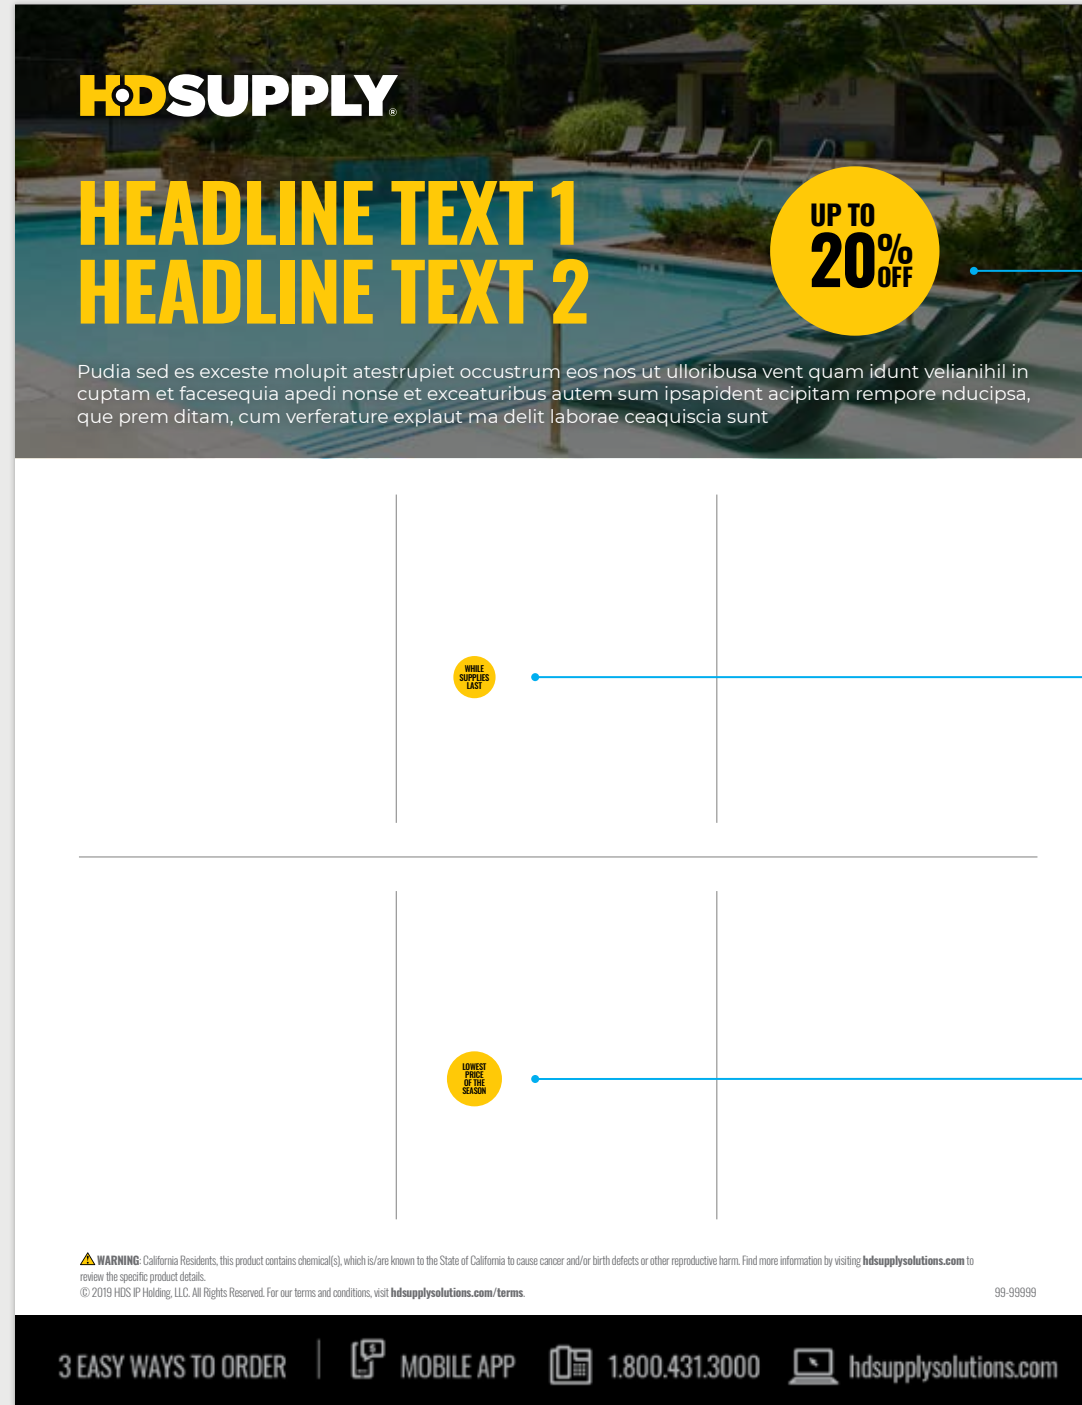 HDSUPPLY®
HEADLINE TEXT 1
HEADLINE TEXT 2
UP TO
20%
OFF
Pudia sed es exceste molupit atestrupiet occustrum eos nos ut ulloribusa vent quam idunt velianihil in
cuptam et facesequia apedi nonse et exceaturibus autem sum ipsapident acipitam rempore nducipsa,
que prem ditam, cum verferature explaut ma delit laborae ceaquiscia sunt
WHILE
SUPPLIES
LAST
LOWEST
PRICE
OF THE
SEASON
WARNING: California Residents, this product contains chemical(s), which is/are known to the State of California to cause cancer and/or birth defects or other reproductive harm. Find more information by visiting hdsupplysolutions.com to
review the specific product details.
© 2019 HDS IP Holding, LLC. All Rights Reserved. For our terms and conditions, visit hdsupplysolutions.com/terms.
99-99999
3 EASY WAYS TO ORDER
MOBILE APP
1.800.431.3000
hdsupplysolutions.com